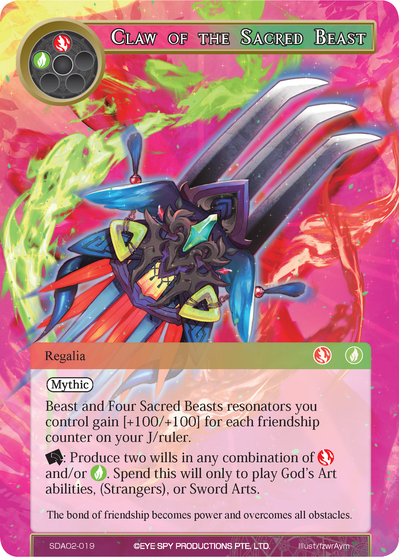 Claw of the Sacred Beast
Regalia
Mythic
Beast and Four Sacred Beasts resonators you
control gain [+100/+100] for each friendship
counter on your J/ruler.
: Produce two wills in any combination of
and/or . Spend this will only to play God's Art
abilities, (Strangers), or Sword Arts.
The bond of friendship becomes power and overcomes all obstacles.
SDA02-019 ©EYE SPY PRODUCTIONS PTE. LTD. Illust:fzwrAym